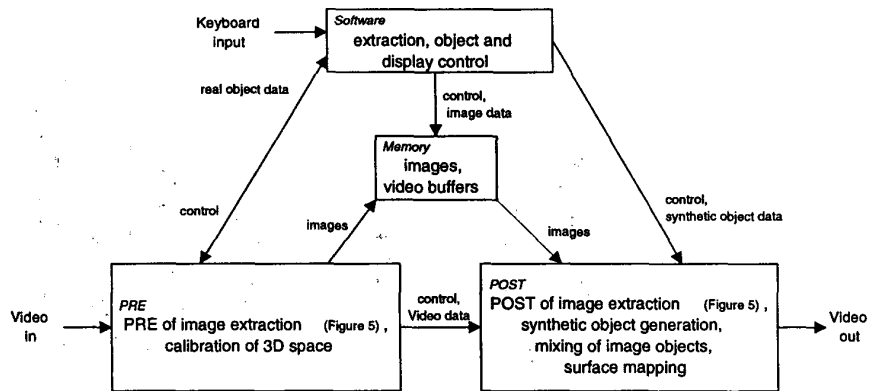 Keyboard
input
Software
extraction, object and
display control
real object data
control,
image data
Memory
images,
video buffers
control
images
images
control,
synthetic object data
Video
in
PRE
PRE of image extraction (Figure 5) ,
calibration of 3D space
control,
Video data
POST
POST of image extraction (Figure 5) ,
synthetic object generation,
mixing of image objects,
surface mapping
Video
out